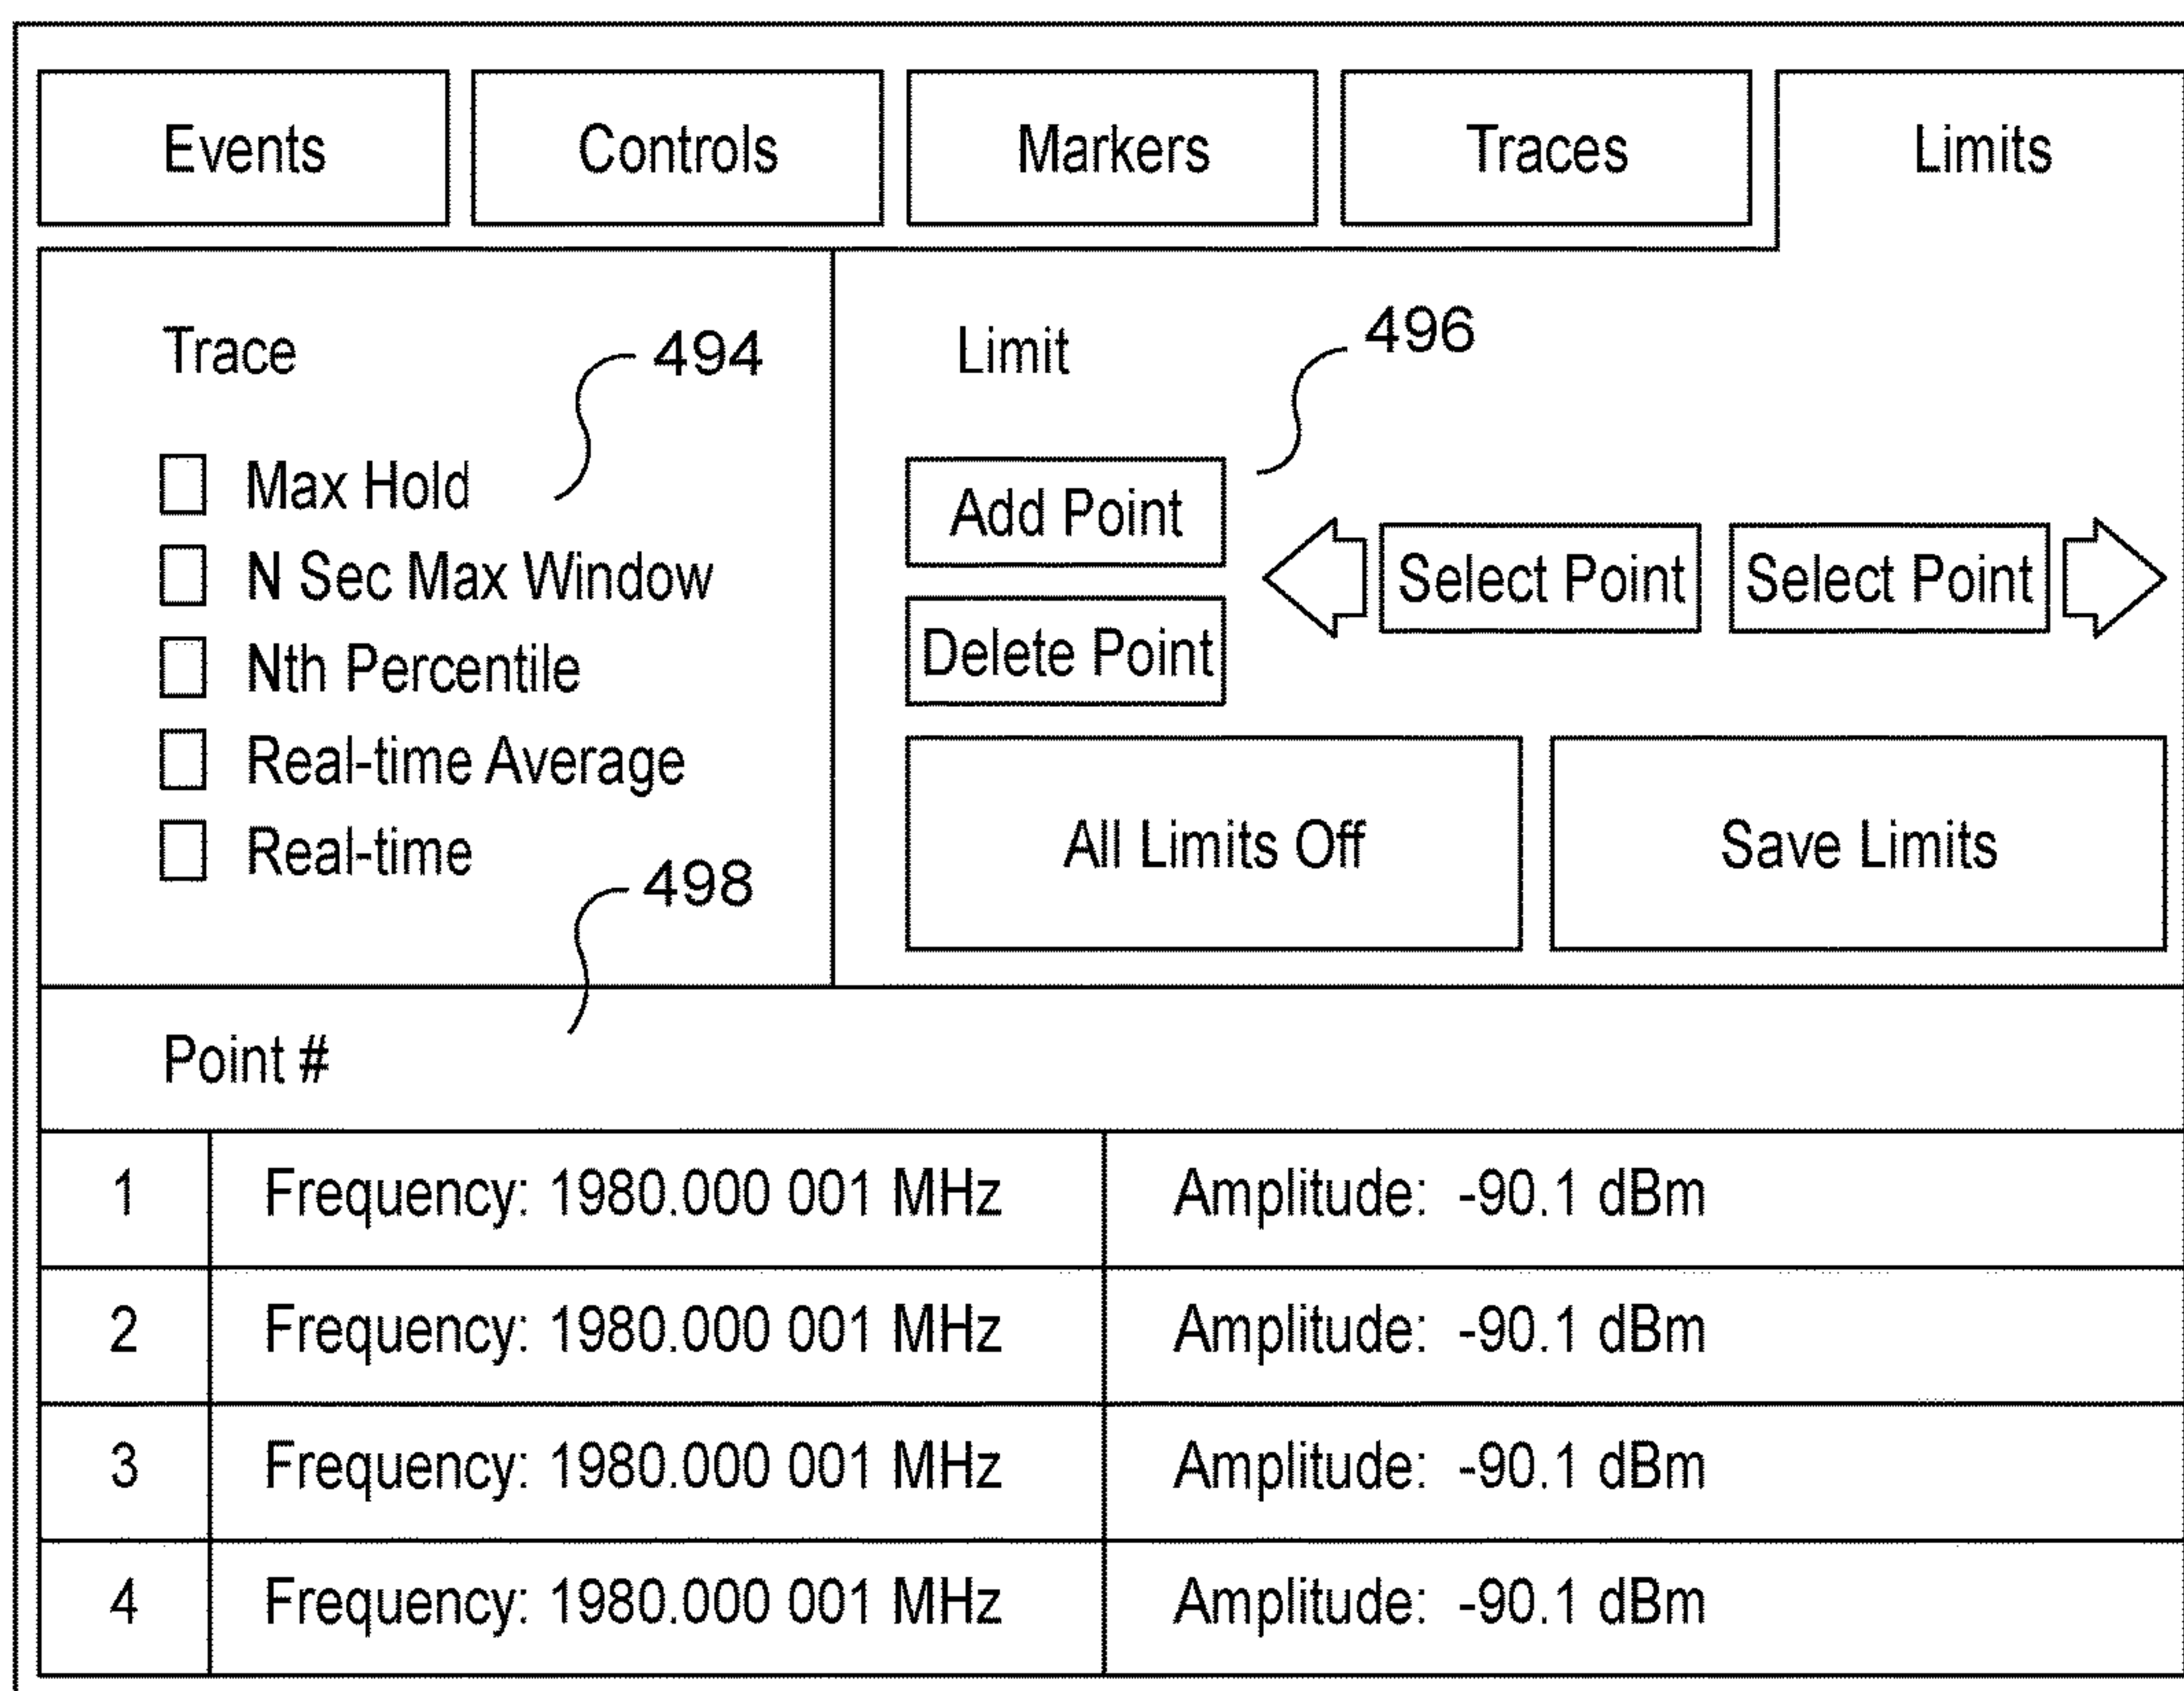 Events Controls Markers Traces Limits
Trace 494
Max Hold
N Sec Max Window
Nth Percentile
Real-time Average
Real-time
498
Limit 496
Add Point
Delete Point
Select Point Select Point
All Limits Off Save Limits
Point #
1 Frequency: 1980.000 001 MHz Amplitude: -90.1 dBm
2 Frequency: 1980.000 001 MHz Amplitude: -90.1 dBm
3 Frequency: 1980.000 001 MHz Amplitude: -90.1 dBm
4 Frequency: 1980.000 001 MHz Amplitude: -90.1 dBm